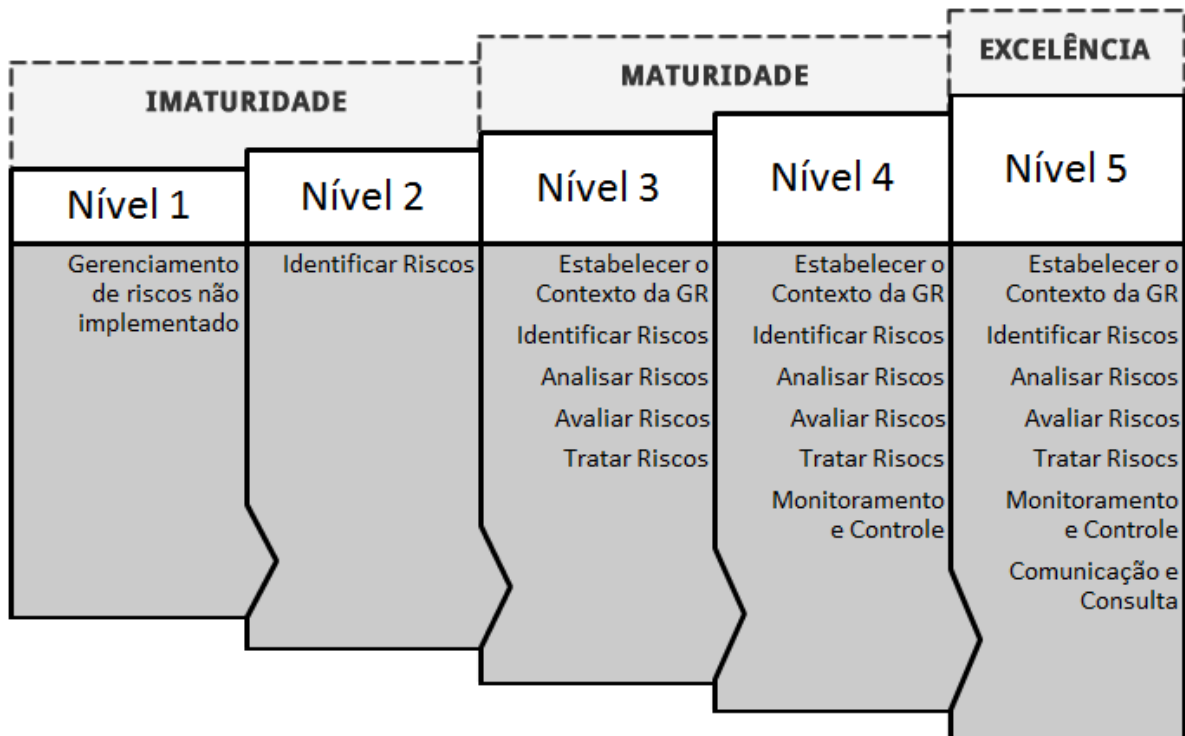 IMATURIDADE
MATURIDADE
EXCELÊNCIA
Nível 1
Gerenciamento
de riscos não
implementado
Nível 2
Identificar Riscos
Nível 3
Estabelecer o
Contexto da GR
Identificar Riscos
Analisar Riscos
Avaliar Riscos
Tratar Riscos
Nível 4
Estabelecer o
Contexto da GR
Identificar Riscos
Analisar Riscos
Avaliar Riscos
Tratar Risocs
Monitoramento
e Controle
Nível 5
Estabelecer o
Contexto da GR
Identificar Riscos
Analisar Riscos
Avaliar Riscos
Tratar Risocs
Monitoramento
e Controle
Comunicação e
Consulta